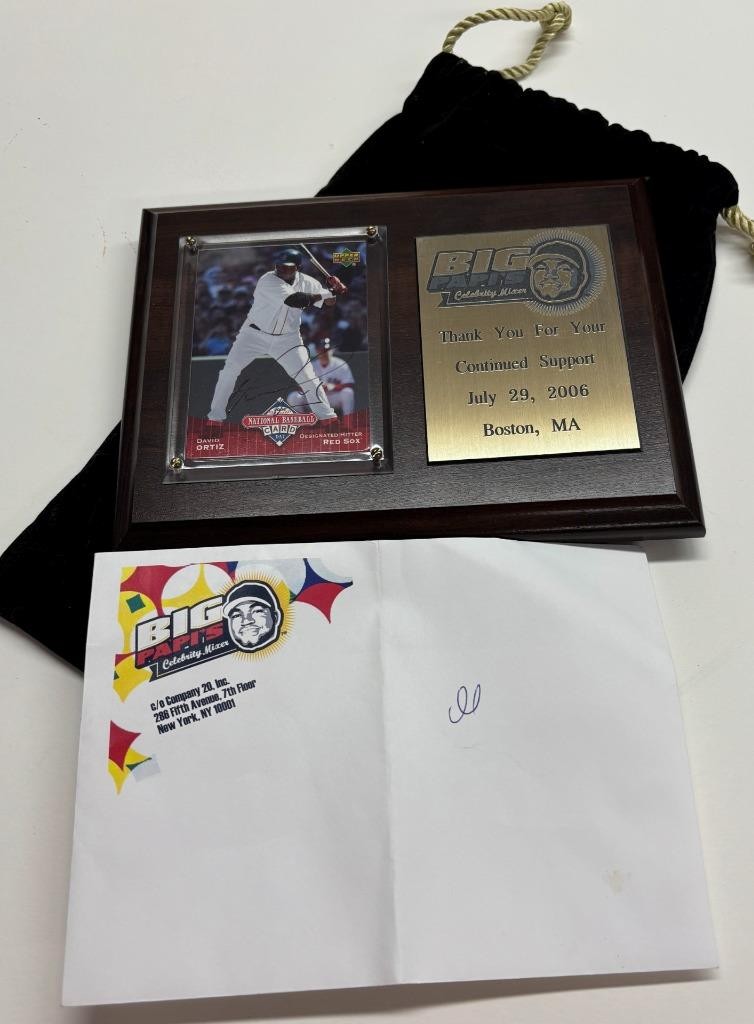 UPPER DECK
NATIONAL BASEBALL
CARD
DAY
DAVID
ORTIZ
DESIGNATED HITTER
RED SOX
BIG
PAPI'S
Celebrity Mixer
Thank You For Your
Continued Support
July 29, 2006
Boston, MA
BIG
PAPI'S
Celebrity Mixer
c/o Company 20, Inc.
286 Fifth Avenue, 7th Floor
New York, NY 10001